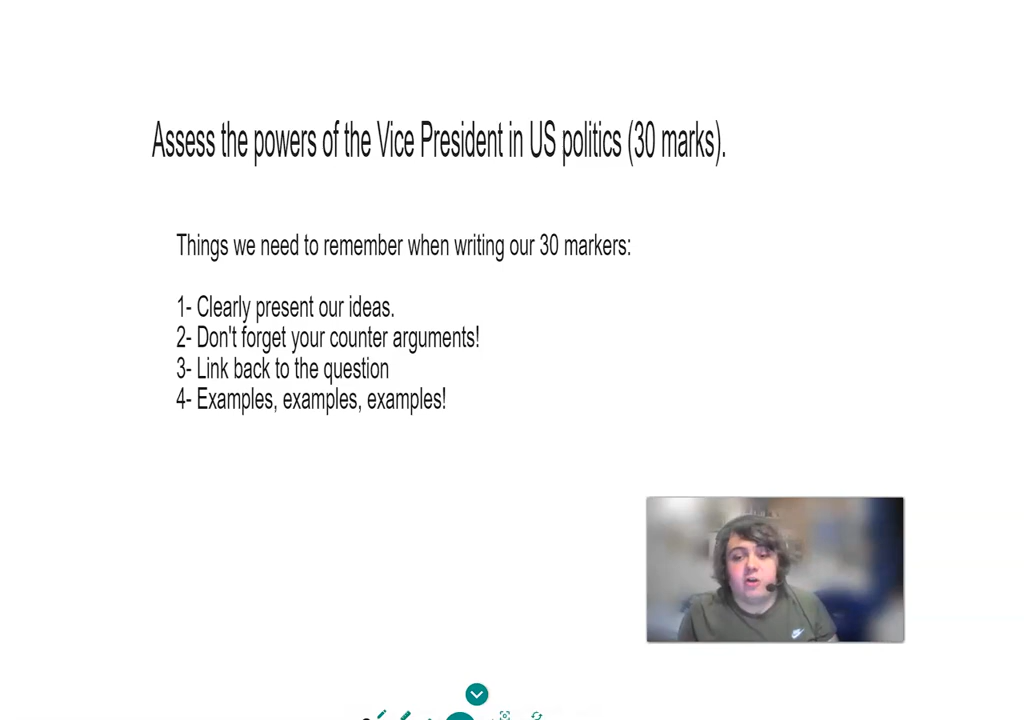 Assess the powers of the Vice President in US politics (30 marks).
Things we need to remember when writing our 30 markers:
1- Clearly present our ideas.
2- Don't forget your counter arguments!
3- Link back to the question
4- Examples, examples, examples!